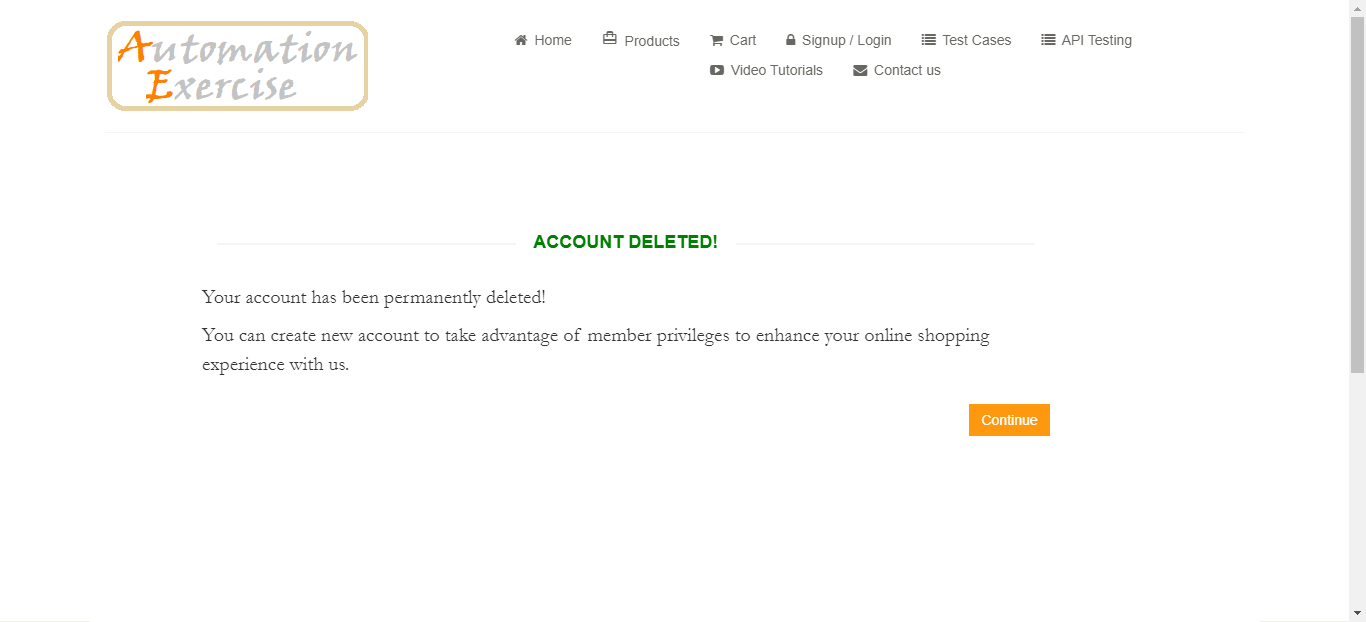 Automation
Exercise
Home Products Cart Signup / Login Test Cases API Testing
Video Tutorials Contact us
ACCOUNT DELETED!
Your account has been permanently deleted!
You can create new account to take advantage of member privileges to enhance your online shopping
experience with us.
Continue